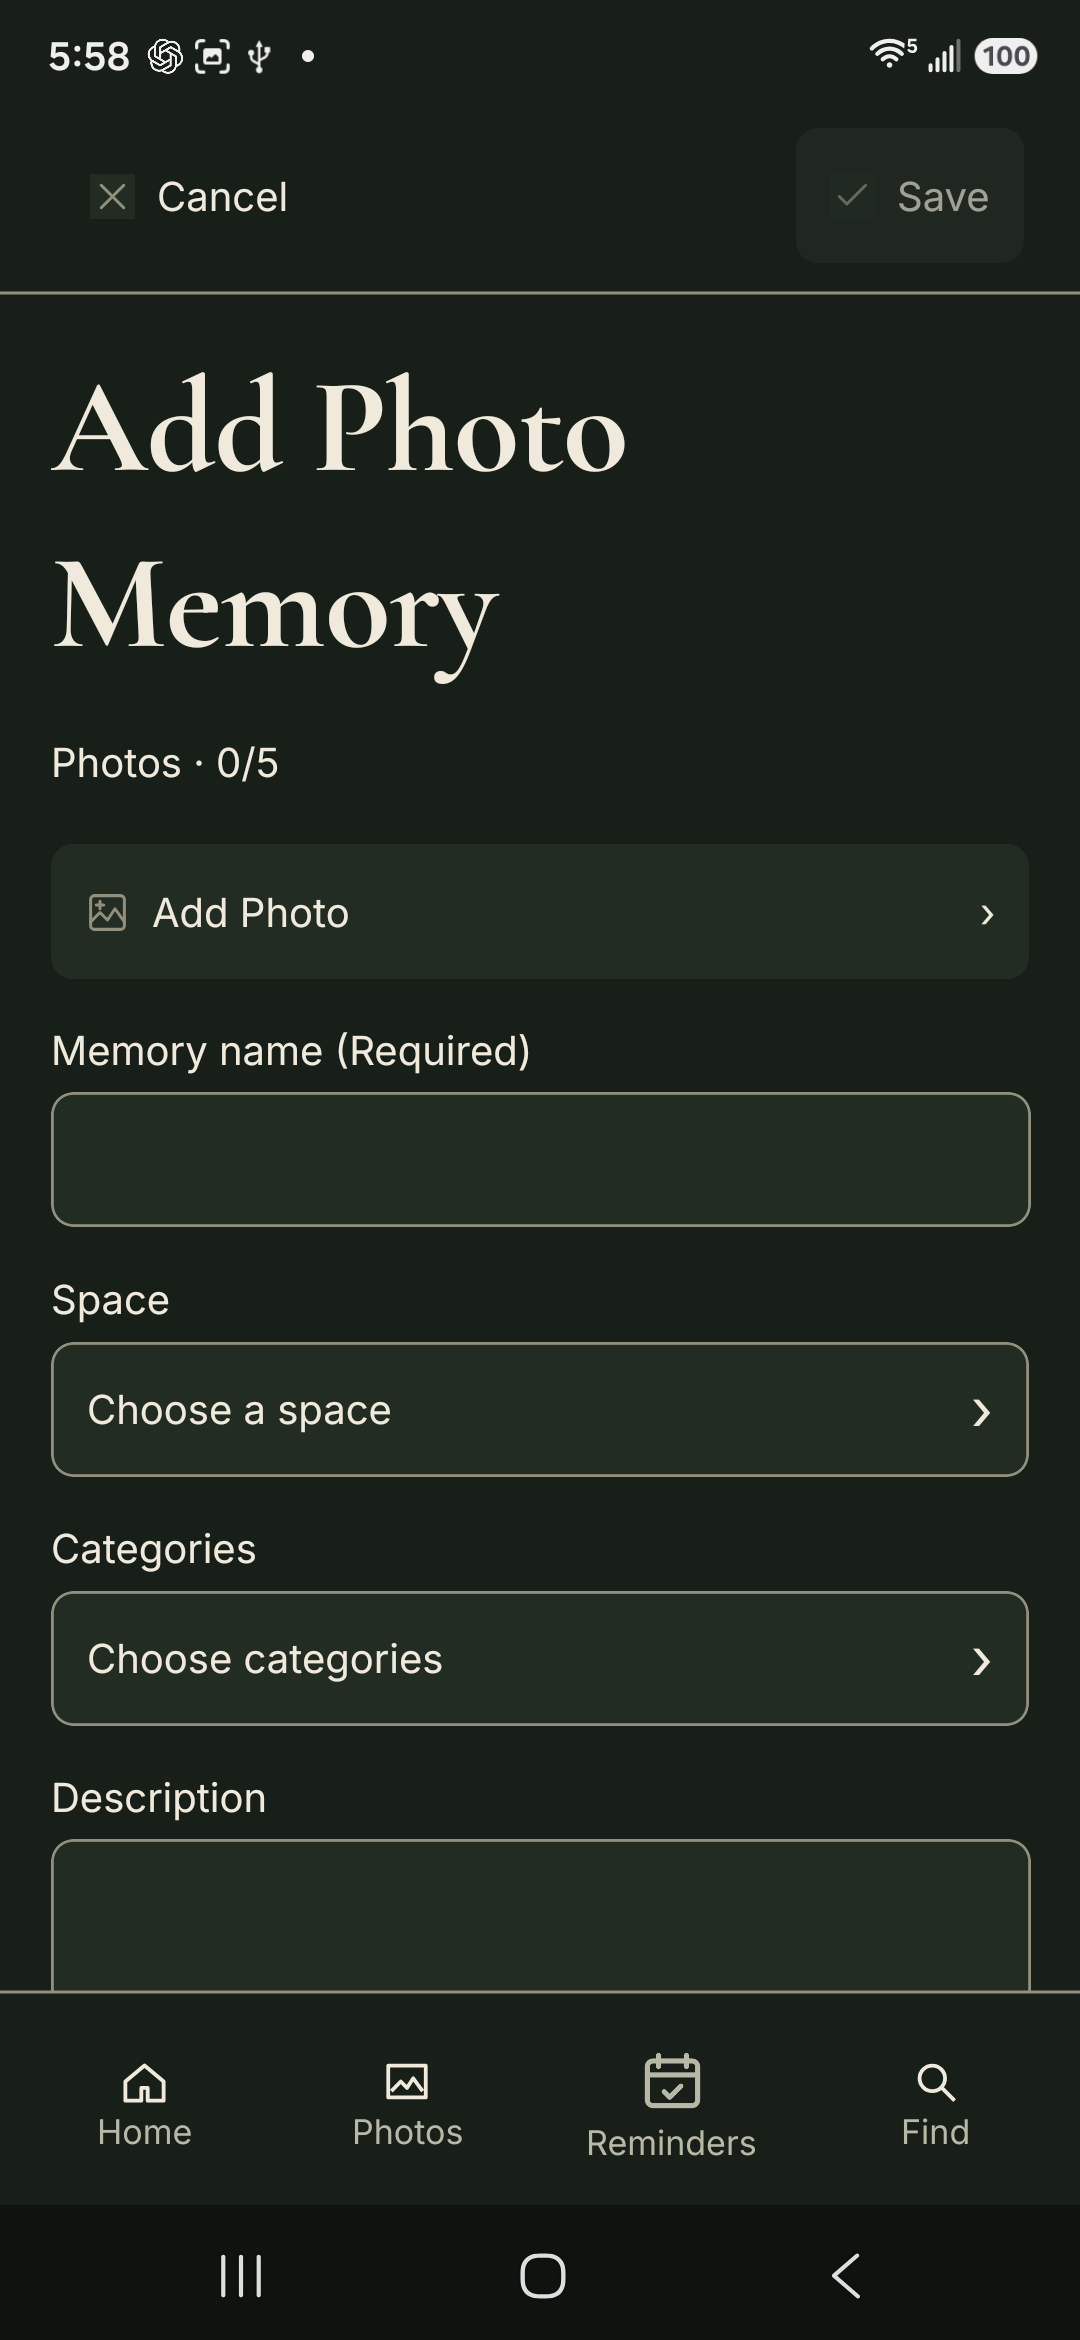 5:58
5
100
Cancel
Save
Add Photo
Memory
Photos · 0/5
Add Photo
Memory name (Required)
Space
Choose a space
Categories
Choose categories
Description
Home
Photos
Reminders
Find